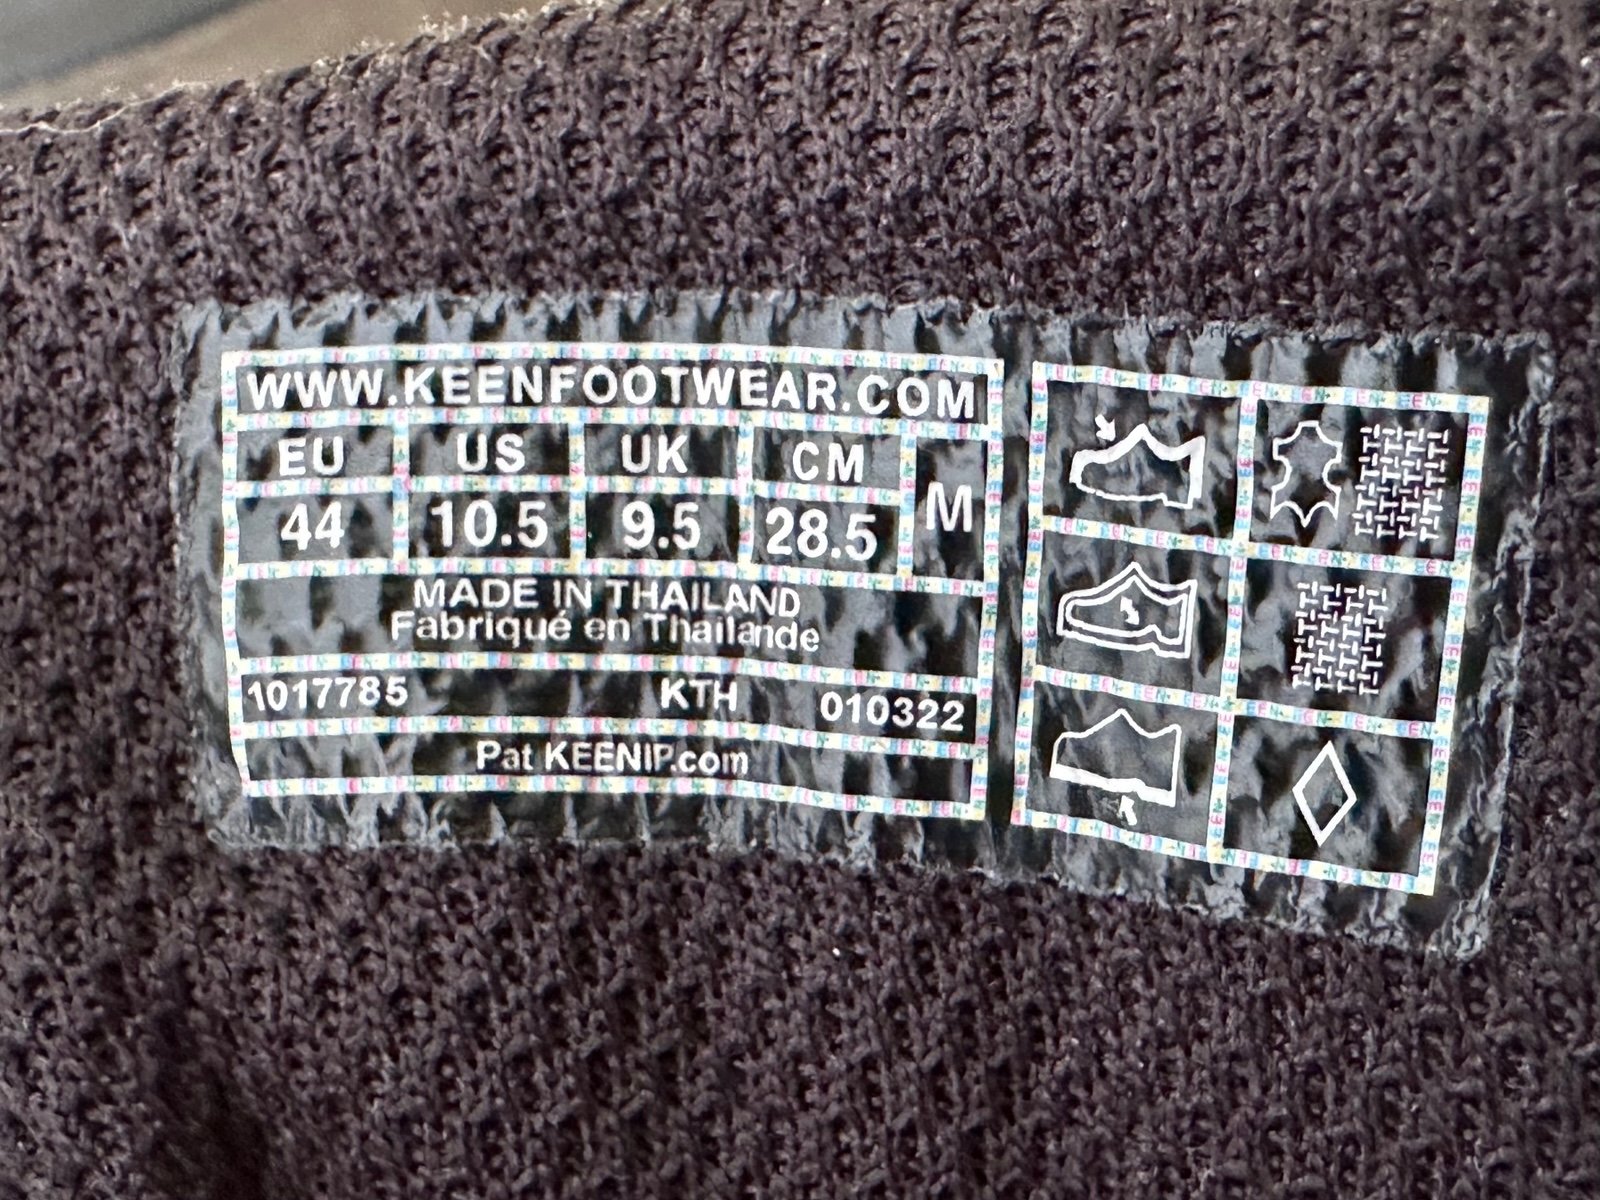 WWW.KEENFOOTWEAR.COM
EU US UK CM M
44 10.5 9.5 28.5
MADE IN THAILAND
Fabriqué en Thaïlande
1017785 KTH 010322
Pat KEENIP.com